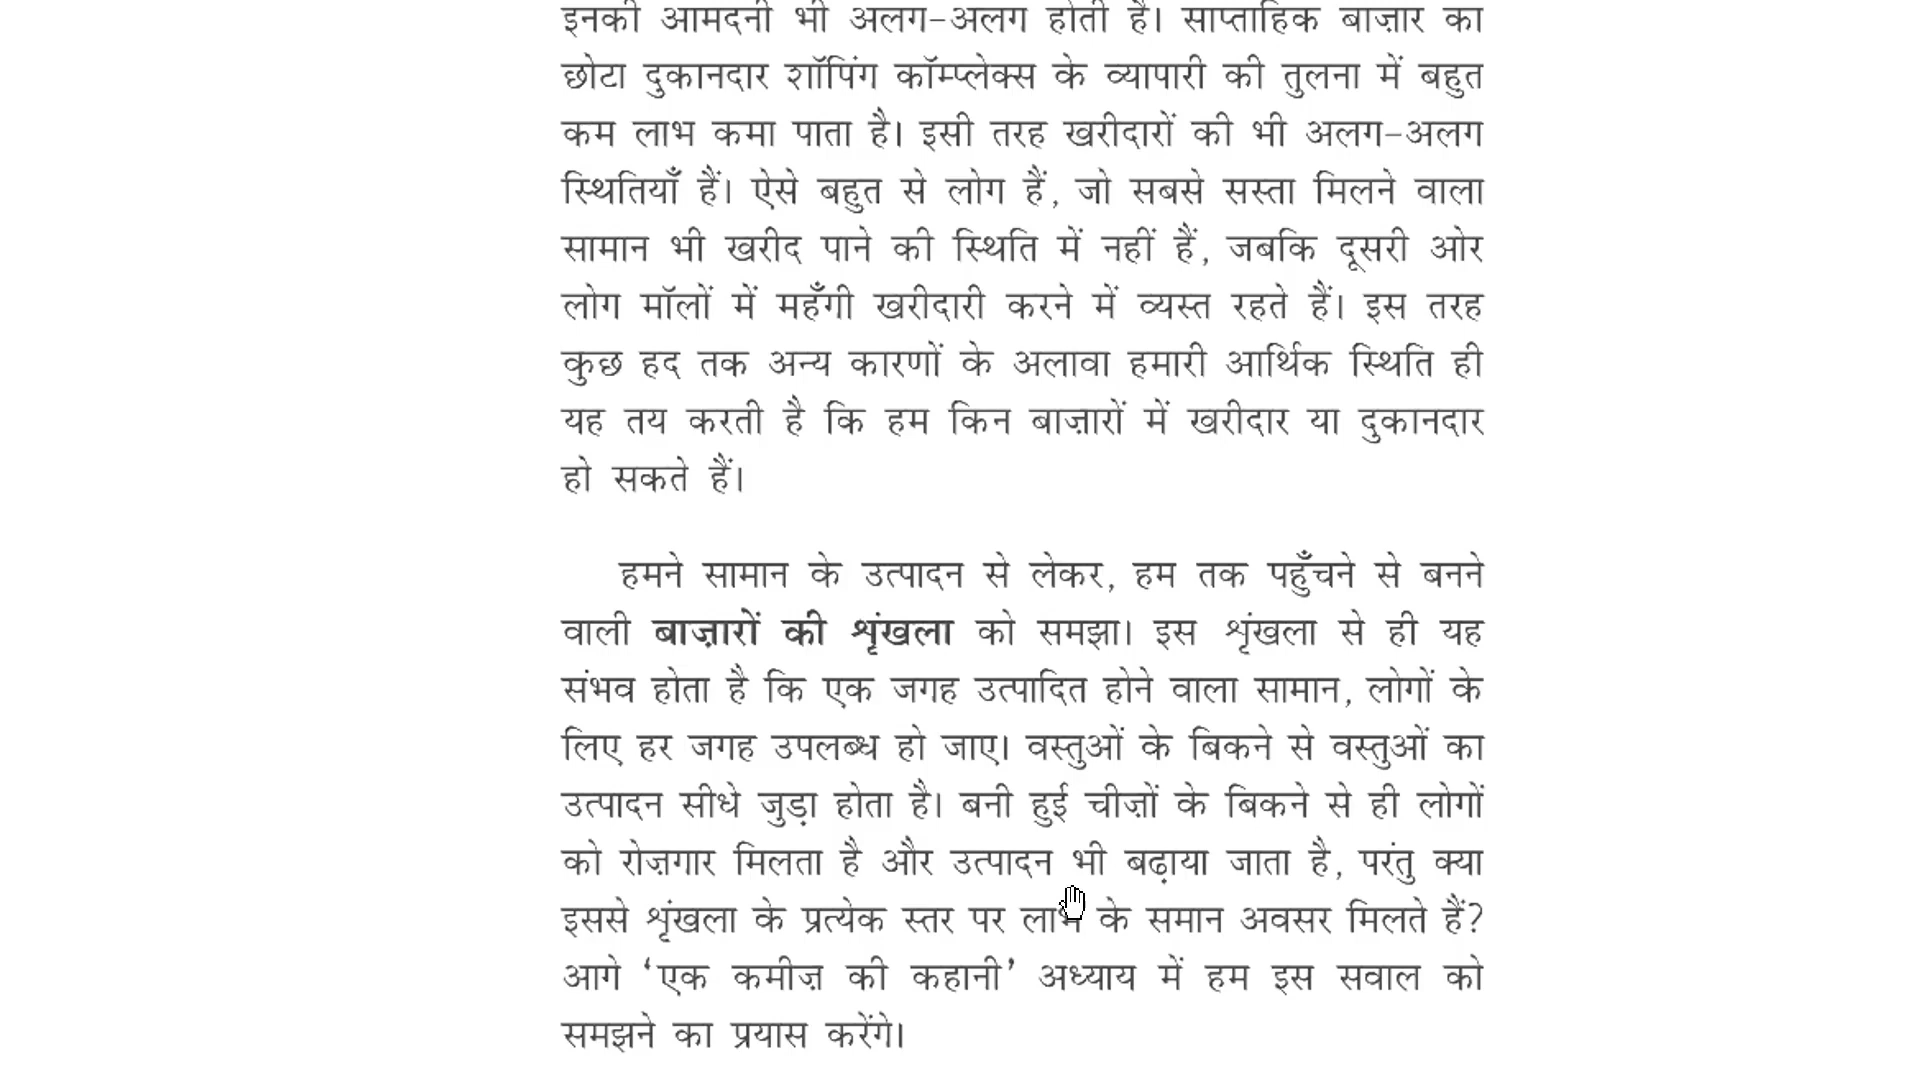 इनकी आमदनी भी अलग-अलग होती है। साप्ताहिक बाज़ार का
छोटा दुकानदार शॉपिंग कॉम्प्लेक्स के व्यापारी की तुलना में बहुत
कम लाभ कमा पाता है। इसी तरह खरीदारों की भी अलग-अलग
स्थितियाँ हैं। ऐसे बहुत से लोग हैं, जो सबसे सस्ता मिलने वाला
सामान भी खरीद पाने की स्थिति में नहीं हैं, जबकि दूसरी ओर
लोग मॉलों में महँगी खरीदारी करने में व्यस्त रहते हैं। इस तरह
कुछ हद तक अन्य कारणों के अलावा हमारी आर्थिक स्थिति ही
यह तय करती है कि हम किन बाज़ारों में खरीदार या दुकानदार
हो सकते हैं।
हमने सामान के उत्पादन से लेकर, हम तक पहुँचने से बनने
वाली बाज़ारों की शृंखला को समझा। इस शृंखला से ही यह
संभव होता है कि एक जगह उत्पादित होने वाला सामान, लोगों के
लिए हर जगह उपलब्ध हो जाए। वस्तुओं के बिकने से वस्तुओं का
उत्पादन सीधे जुड़ा होता है। बनी हुई चीज़ों के बिकने से ही लोगों
को रोज़गार मिलता है और उत्पादन भी बढ़ाया जाता है, परंतु क्या
इससे शृंखला के प्रत्येक स्तर पर लाभ के समान अवसर मिलते हैं?
आगे ‘एक कमीज़ की कहानी’ अध्याय में हम इस सवाल को
समझने का प्रयास करेंगे।